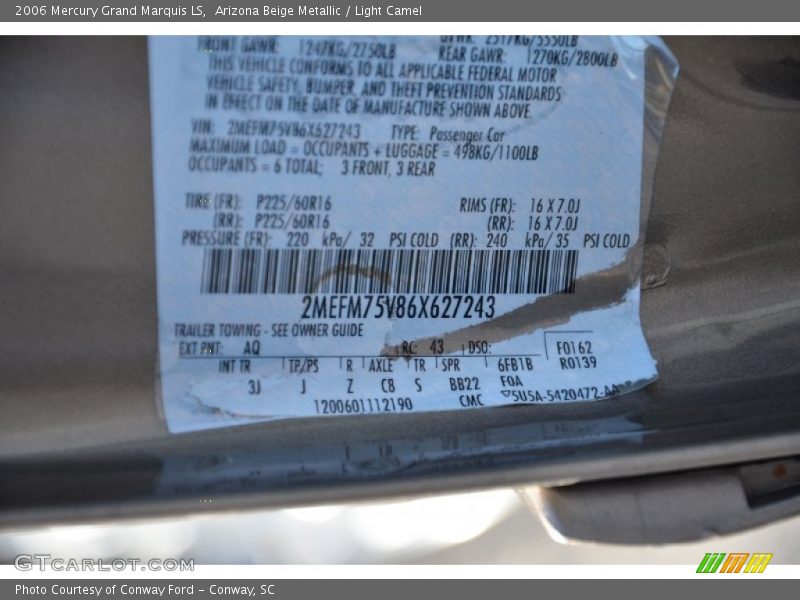 2006 Mercury Grand Marquis LS, Arizona Beige Metallic / Light Camel
FRONT GAWR: 1247KG/2750LB REAR GAWR: 1270KG/2800LB
THIS VEHICLE CONFORMS TO ALL APPLICABLE FEDERAL MOTOR
VEHICLE SAFETY, BUMPER, AND THEFT PREVENTION STANDARDS
IN EFFECT ON THE DATE OF MANUFACTURE SHOWN ABOVE.
VIN: 2MEFM75V86X627243 TYPE: Passenger Car
MAXIMUM LOAD = OCCUPANTS + LUGGAGE = 498KG/1100LB
OCCUPANTS = 6 TOTAL; 3 FRONT, 3 REAR
TIRE (FR): P225/60R16 RIMS (FR): 16 X 7.0J
(RR): P225/60R16 (RR): 16 X 7.0J
PRESSURE (FR): 220 kPa/ 32 PSI COLD (RR): 240 kPa/ 35 PSI COLD
2MEFM75V86X627243
TRAILER TOWING - SEE OWNER GUIDE
EXT PNT: AQ RC: 43 DSO: F0162
INT TR TP/PS R AXLE TR SPR 6FB1B R0139
3J J Z C8 S BB22 F0A
1200601112190 CMC 5U5A-5420472-AA
GTCARLOT.COM
Photo Courtesy of Conway Ford – Conway, SC